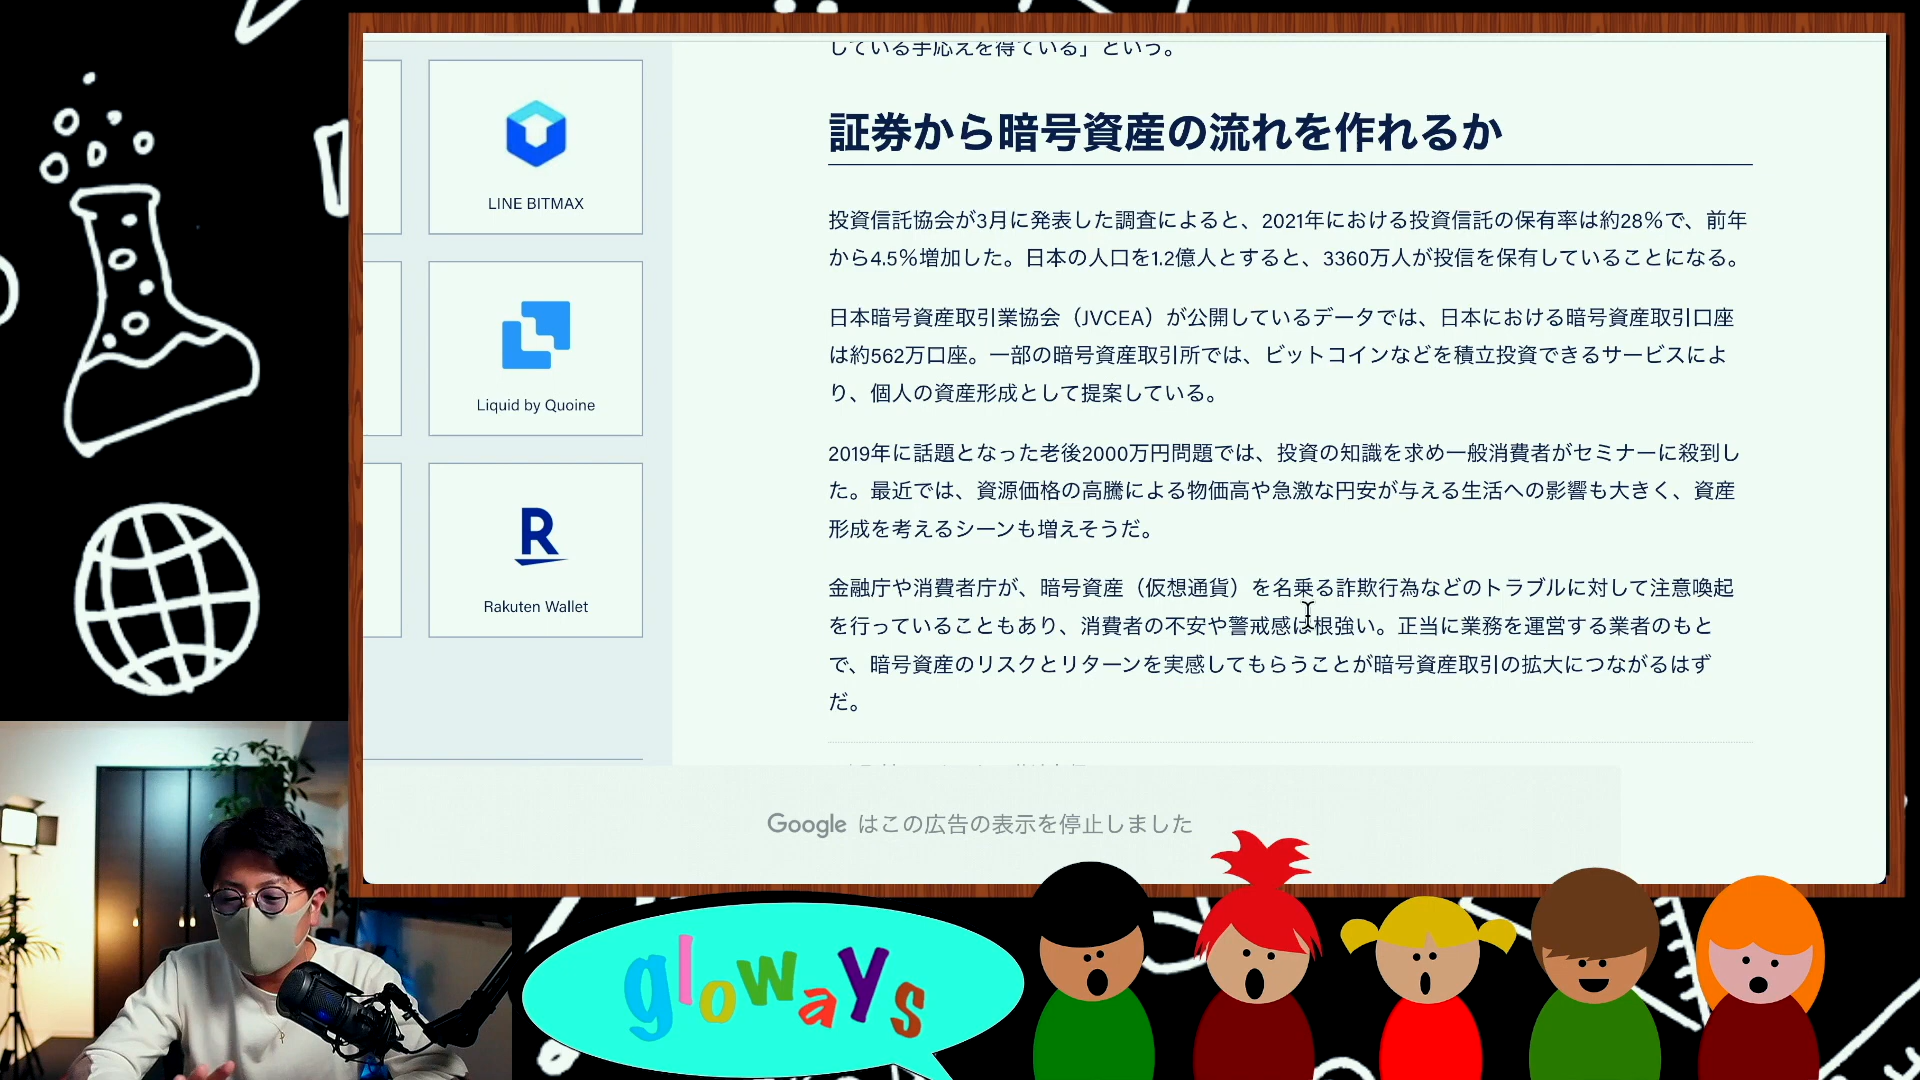 している手応えを得ている」という。
証券から暗号資産の流れを作れるか
投資信託協会が3月に発表した調査によると、2021年における投資信託の保有率は約28%で、前年
から4.5%増加した。日本の人口を1.2億人とすると、3360万人が投信を保有していることになる。
日本暗号資産取引業協会（JVCEA）が公開しているデータでは、日本における暗号資産取引口座
は約562万口座。一部の暗号資産取引所では、ビットコインなどを積立投資できるサービスによ
り、個人の資産形成として提案している。
2019年に話題となった老後2000万円問題では、投資の知識を求め一般消費者がセミナーに殺到し
た。最近では、資源価格の高騰による物価高や急激な円安が与える生活への影響も大きく、資産
形成を考えるシーンも増えそうだ。
金融庁や消費者庁が、暗号資産（仮想通貨）を名乗る詐欺行為などのトラブルに対して注意喚起
を行っていることもあり、消費者の不安や警戒感は根強い。正当に業務を運営する業者のもと
で、暗号資産のリスクとリターンを実感してもらうことが暗号資産取引の拡大につながるはず
だ。
LINE BITMAX
Liquid by Quoine
R
Rakuten Wallet
Google はこの広告の表示を停止しました
gloways